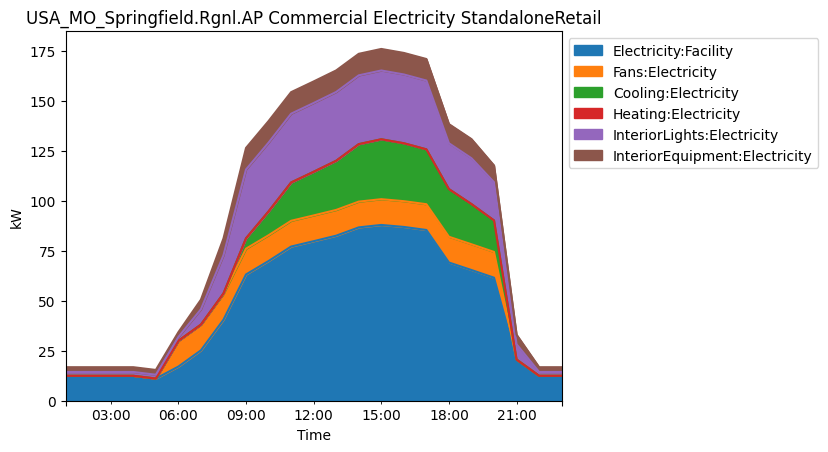 USA_MO_Springfield.Rgnl.AP Commercial Electricity StandaloneRetail
175
150
125
100
75
50
25
0
kW
03:00
06:00
09:00
12:00
15:00
18:00
21:00
Time
Electricity:Facility
Fans:Electricity
Cooling:Electricity
Heating:Electricity
InteriorLights:Electricity
InteriorEquipment:Electricity